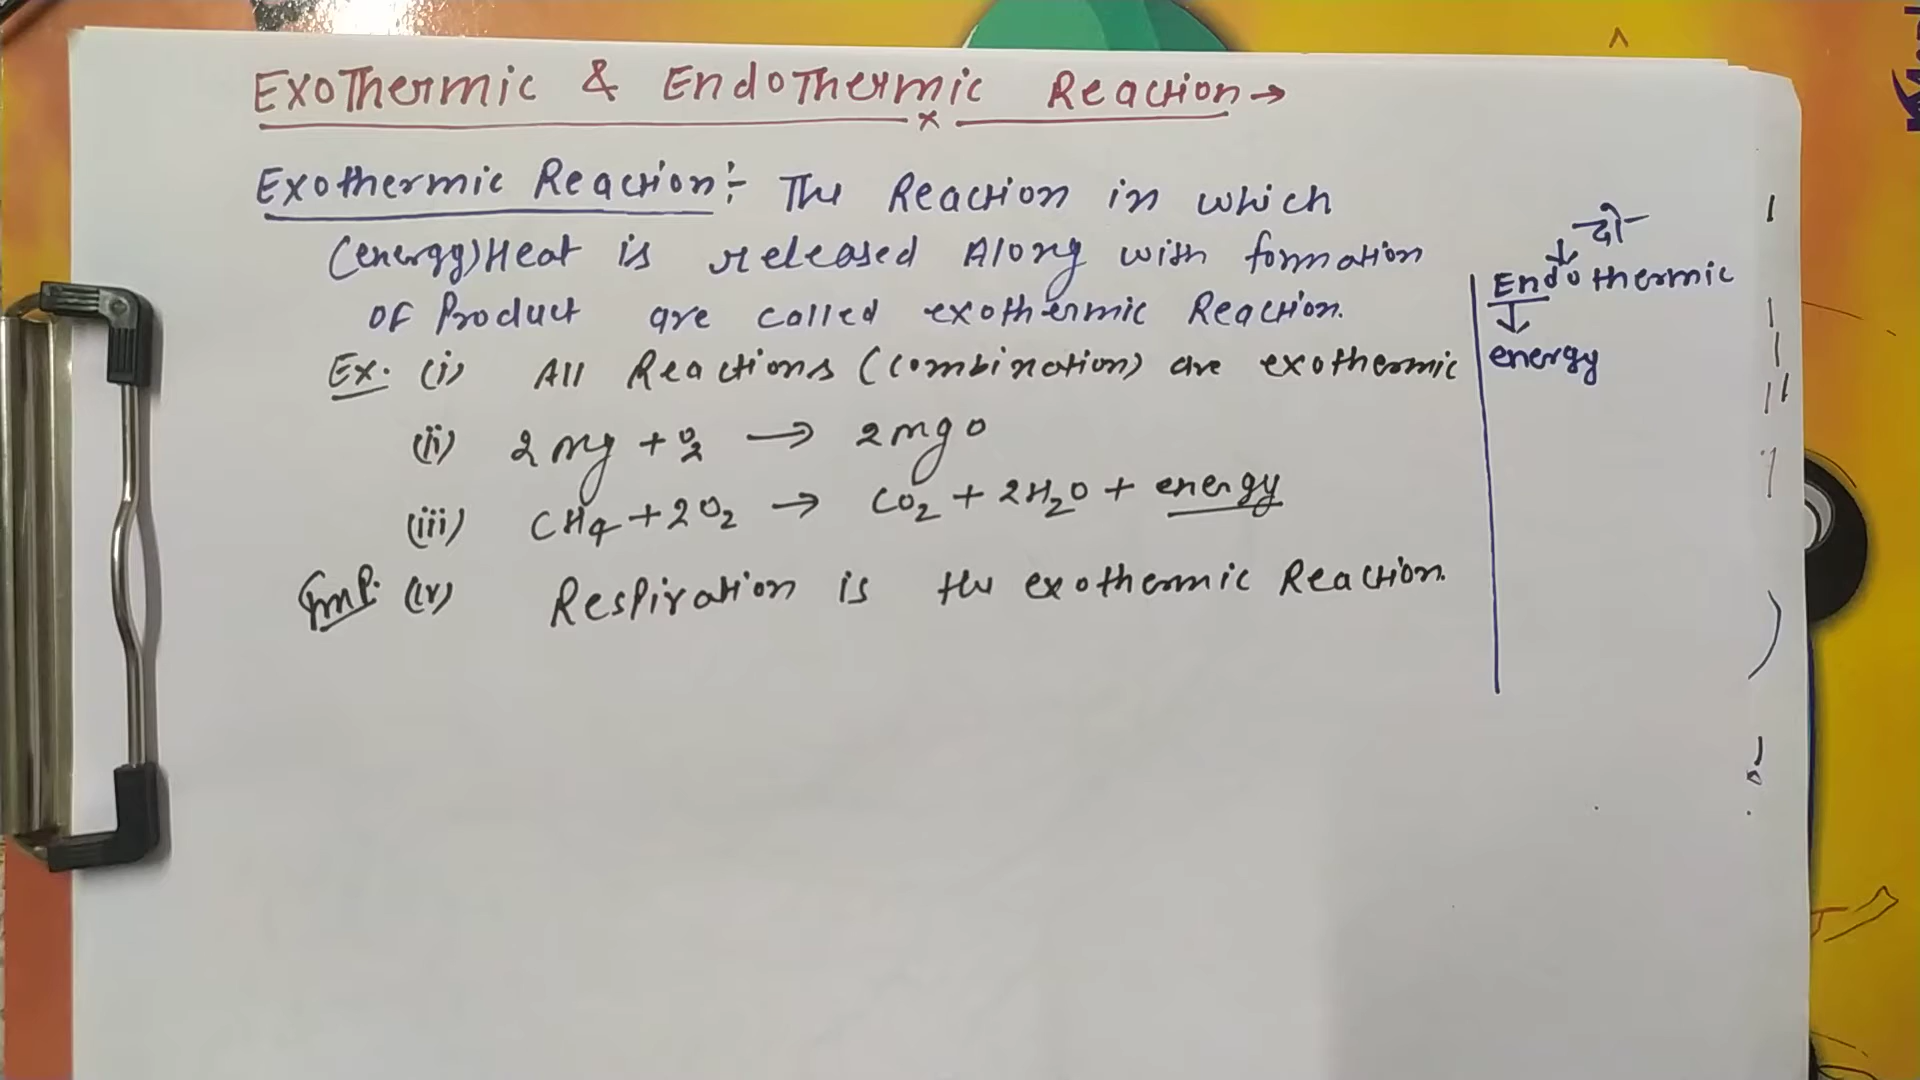 Exothermic & Endothermic Reaction→
Exothermic Reaction:- The Reaction in which
(energy) Heat is released Along with formation
of Product are called exothermic Reaction.
Ex. (i) All Reactions (combination) are exothermic
(ii) 2Mg + O₂ → 2MgO
(iii) CH₄ + 2O₂ → CO₂ + 2H₂O + energy
Imp. (iv) Respiration is the exothermic Reaction.
दो
↓
Endothermic
↓
energy